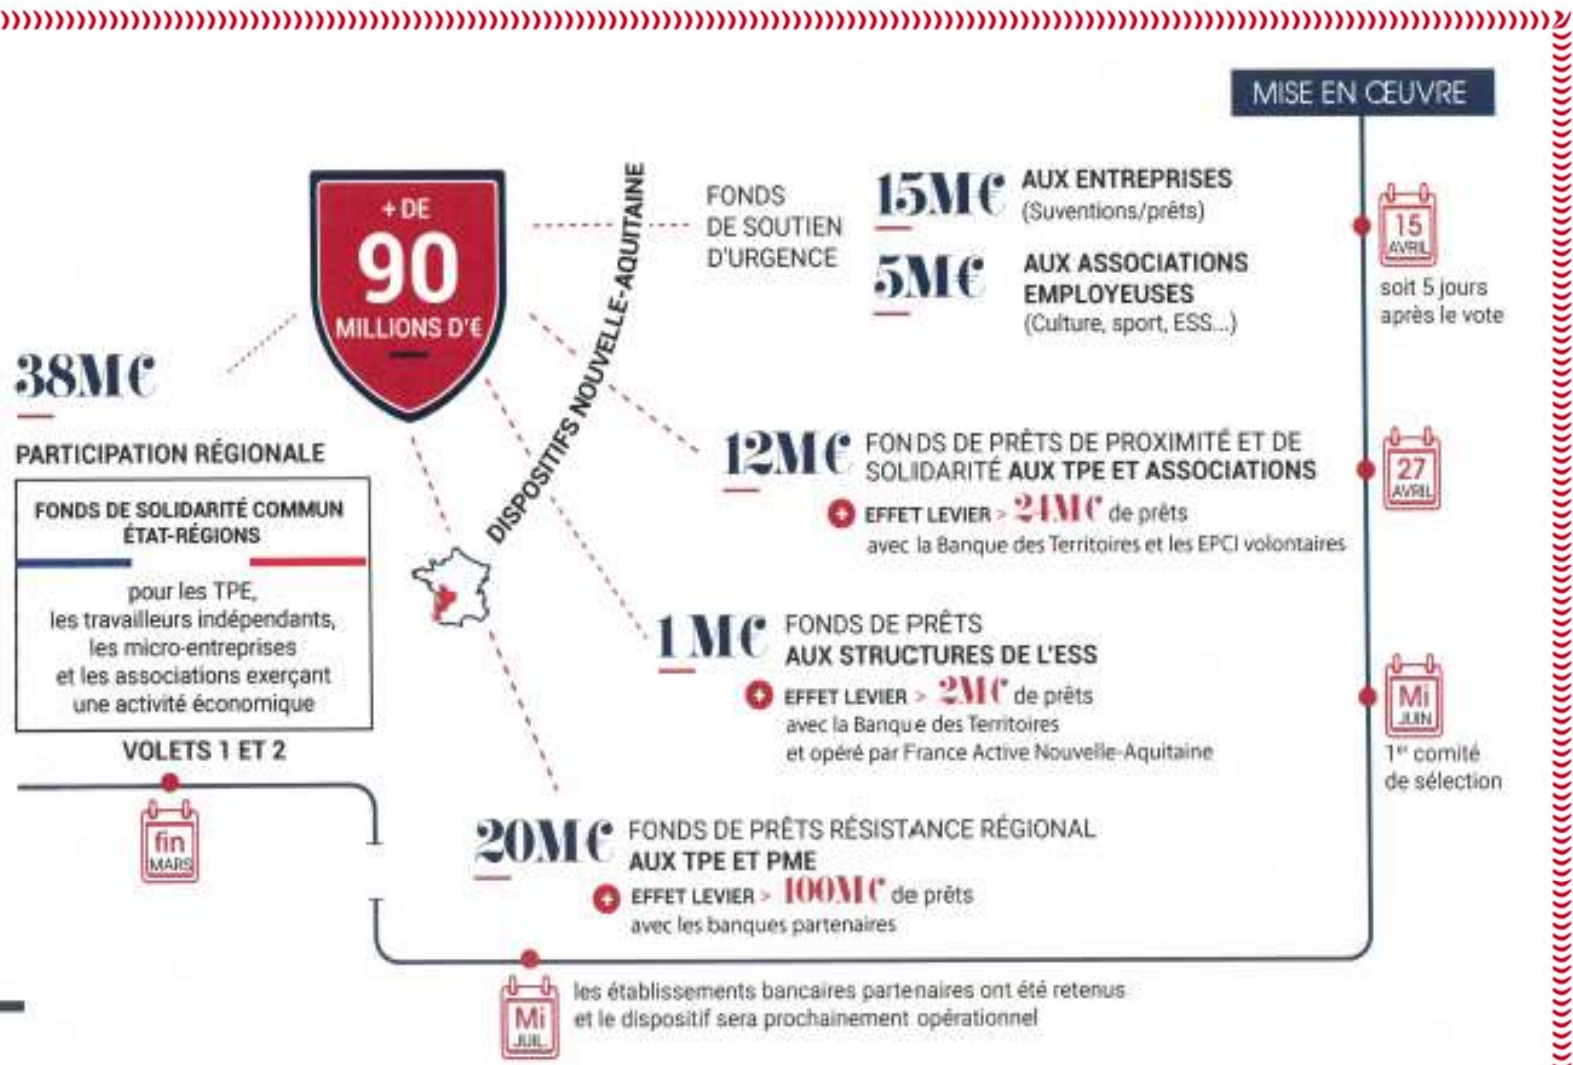 MISE EN ŒUVRE
+ DE
90
MILLIONS D'€
DISPOSITIFS NOUVELLE-AQUITAINE
FONDS
DE SOUTIEN
D'URGENCE
15M€ AUX ENTREPRISES
(Suventions/prêts)
5M€ AUX ASSOCIATIONS
EMPLOYEUSES
(Culture, sport, ESS...)
15
AVRIL
soit 5 jours
après le vote
38M€
PARTICIPATION RÉGIONALE
FONDS DE SOLIDARITÉ COMMUN
ÉTAT-RÉGIONS
pour les TPE,
les travailleurs indépendants,
les micro-entreprises
et les associations exerçant
une activité économique
VOLETS 1 ET 2
fin
MARS
12M€ FONDS DE PRÊTS DE PROXIMITÉ ET DE
SOLIDARITÉ AUX TPE ET ASSOCIATIONS
+ EFFET LEVIER > 24M€ de prêts
avec la Banque des Territoires et les EPCI volontaires
27
AVRIL
1M€ FONDS DE PRÊTS
AUX STRUCTURES DE L'ESS
+ EFFET LEVIER > 2M€ de prêts
avec la Banque des Territoires
et opéré par France Active Nouvelle-Aquitaine
Mi
JUIN
1er comité
de sélection
20M€ FONDS DE PRÊTS RÉSISTANCE RÉGIONAL
AUX TPE ET PME
+ EFFET LEVIER > 100M€ de prêts
avec les banques partenaires
Mi
JUIL.
les établissements bancaires partenaires ont été retenus
et le dispositif sera prochainement opérationnel